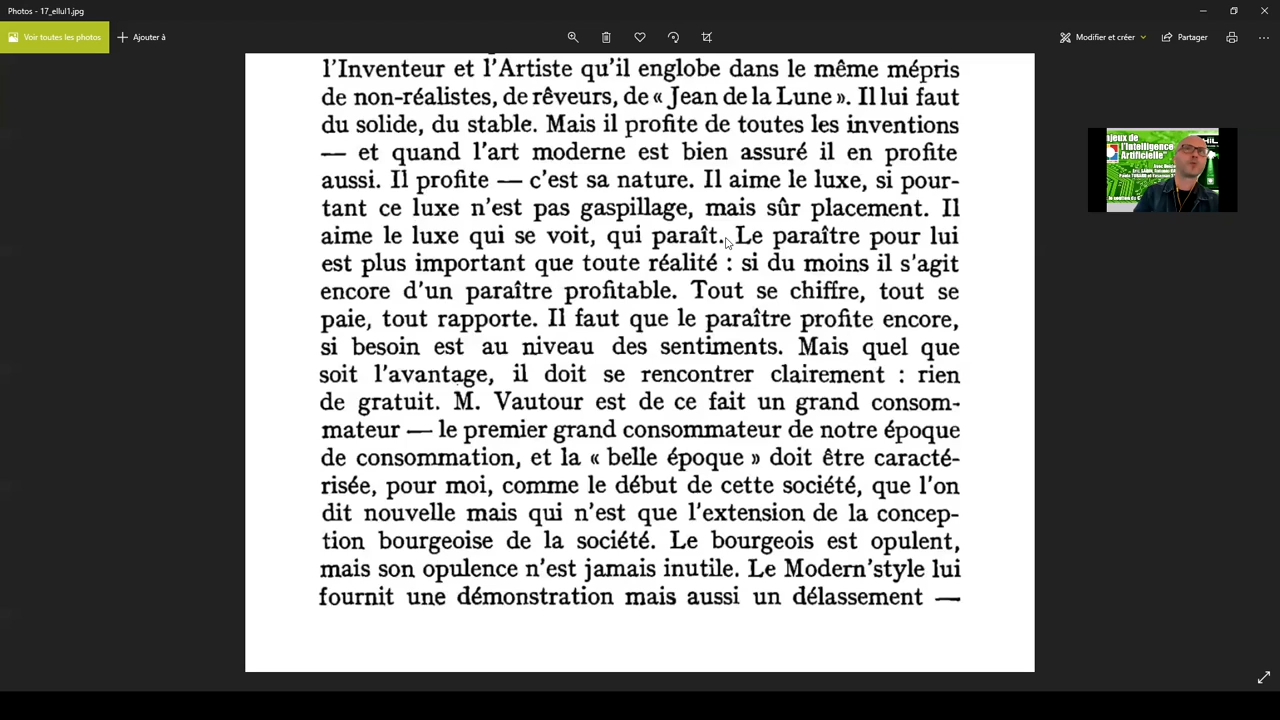 Photos - 17_ellul1.jpg
Voir toutes les photos
Ajouter à
Modifier et créer
Partager
l'Inventeur et l'Artiste qu'il englobe dans le même mépris
de non-réalistes, de rêveurs, de « Jean de la Lune ». Il lui faut
du solide, du stable. Mais il profite de toutes les inventions
— et quand l'art moderne est bien assuré il en profite
aussi. Il profite — c'est sa nature. Il aime le luxe, si pour-
tant ce luxe n'est pas gaspillage, mais sûr placement. Il
aime le luxe qui se voit, qui paraît. Le paraître pour lui
est plus important que toute réalité : si du moins il s'agit
encore d'un paraître profitable. Tout se chiffre, tout se
paie, tout rapporte. Il faut que le paraître profite encore,
si besoin est au niveau des sentiments. Mais quel que
soit l'avantage, il doit se rencontrer clairement : rien
de gratuit. M. Vautour est de ce fait un grand consom-
mateur — le premier grand consommateur de notre époque
de consommation, et la « belle époque » doit être caracté-
risée, pour moi, comme le début de cette société, que l'on
dit nouvelle mais qui n'est que l'extension de la concep-
tion bourgeoise de la société. Le bourgeois est opulent,
mais son opulence n'est jamais inutile. Le Modern'style lui
fournit une démonstration mais aussi un délassement —
njeux de
l'Intelligence
Artificielle"